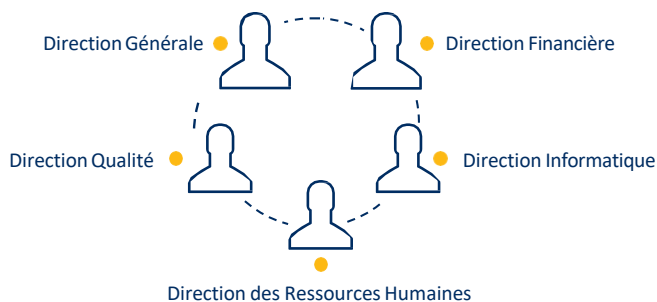 Direction Générale
Direction Financière
Direction Qualité
Direction Informatique
Direction des Ressources Humaines